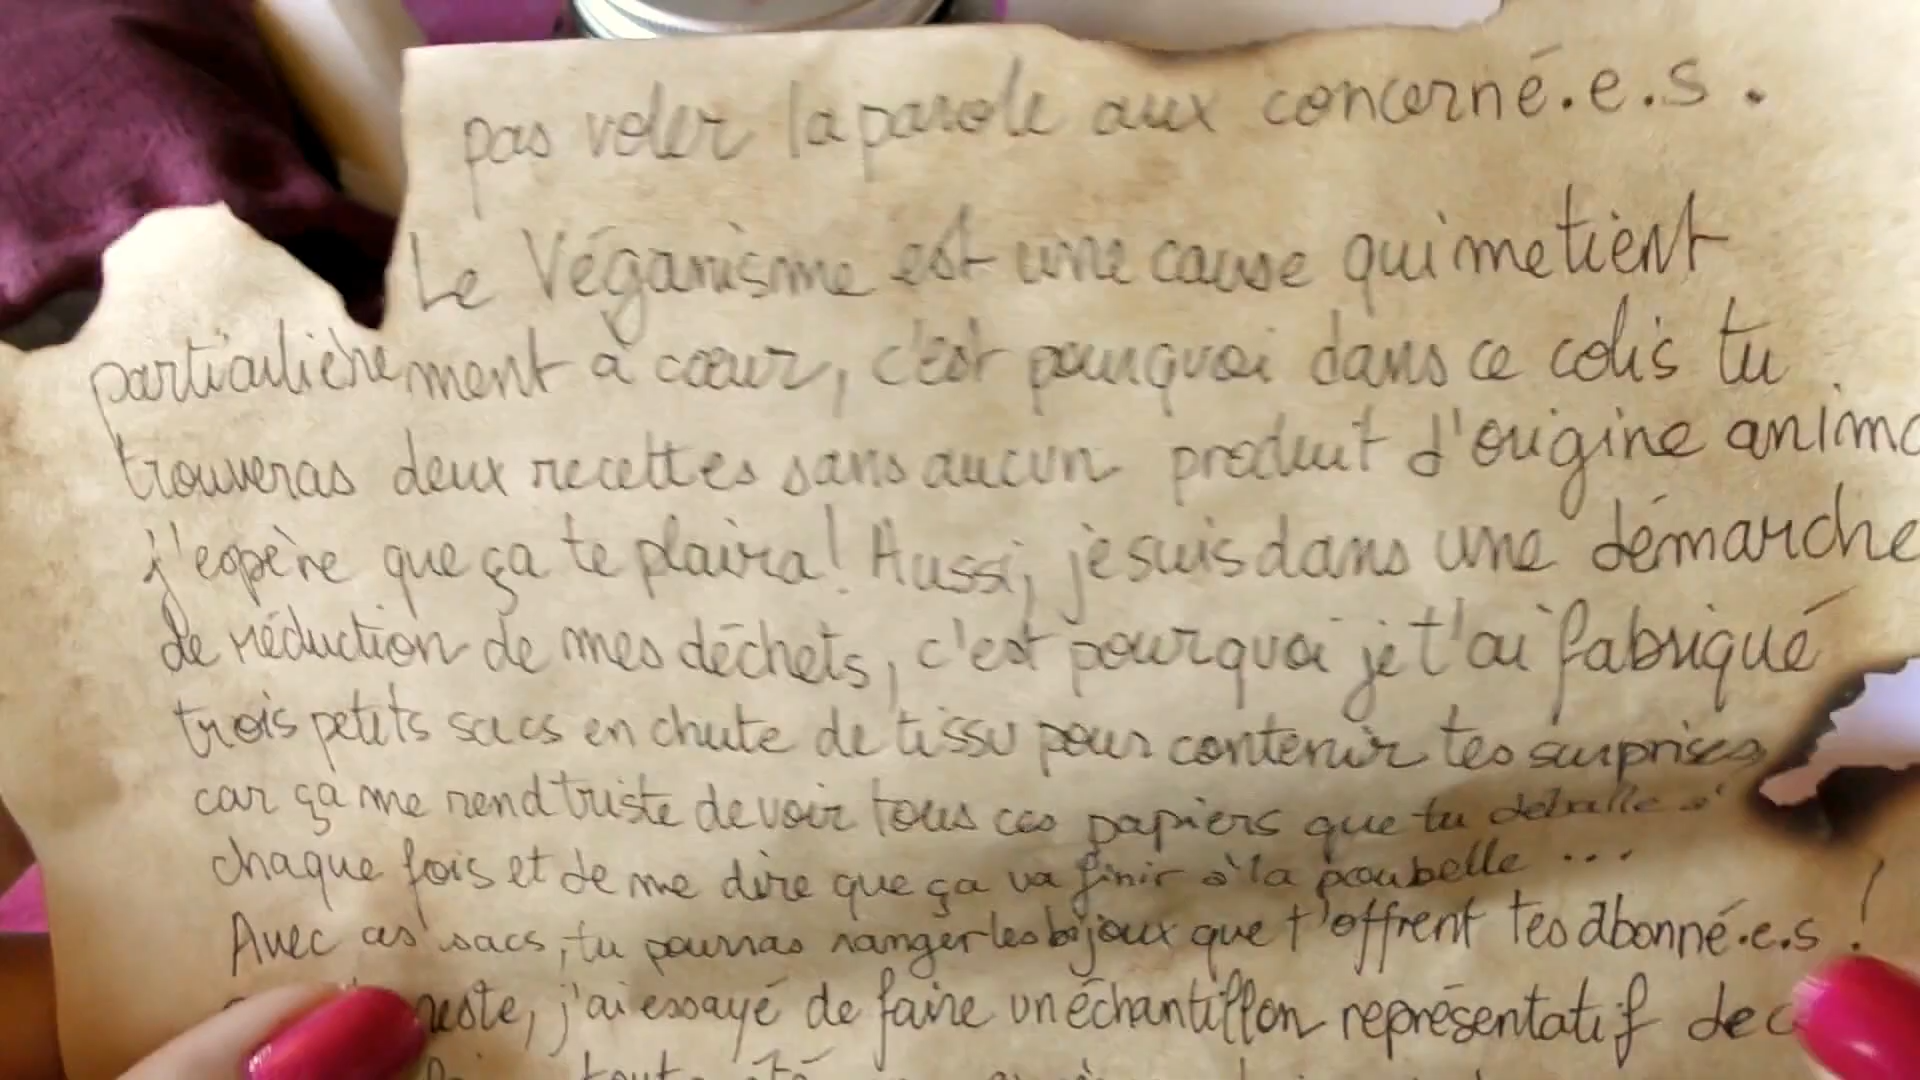 pas voler la parole aux concerné.e.s.
Le Véganisme est une cause qui me tient
particulièrement à cœur, c'est pourquoi dans ce colis tu
trouveras deux recettes sans aucun produit d'origine anima
j'espère que ça te plaira! Aussi, je suis dans une démarche
de réduction de mes déchets, c'est pourquoi je t'ai fabriqué
trois petits sacs en chute de tissu pour contenir tes surprises
car ça me rend triste de voir tous ces papiers que tu déballe à
chaque fois et de me dire que ça va finir à la poubelle ...
Avec ces sacs, tu pourras ranger les bijoux que t'offrent tes abonné.e.s!
reste, j'ai essayé de faire un échantillon représentatif de